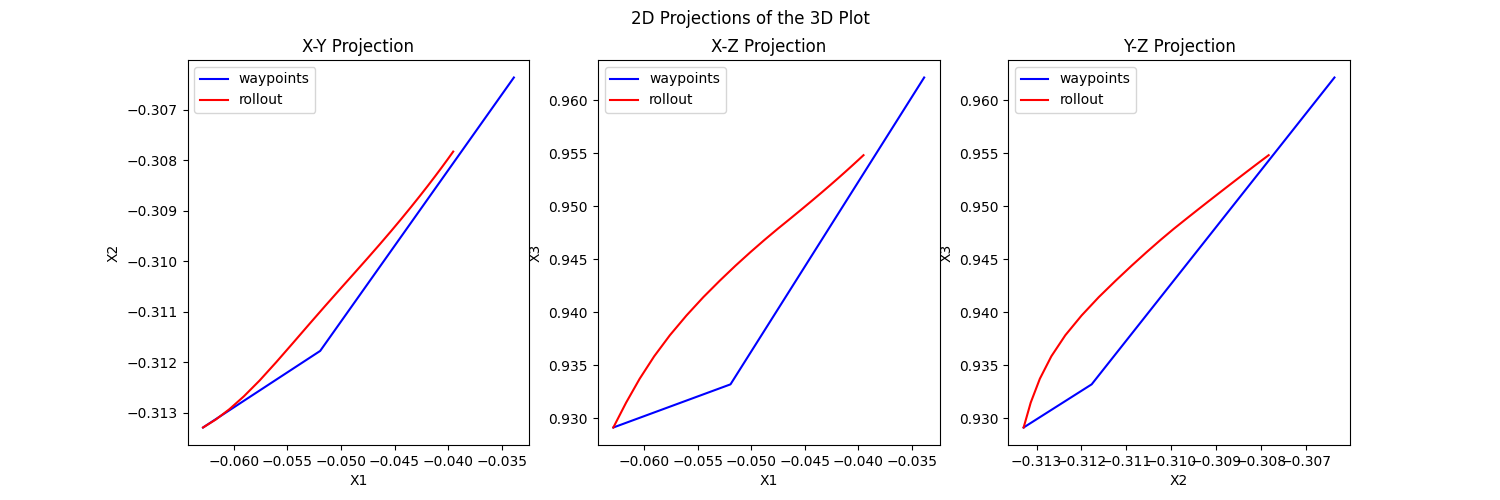 2D Projections of the 3D Plot
X-Y Projection
waypoints
rollout
−0.307
−0.308
−0.309
−0.310
−0.311
−0.312
−0.313
X2
−0.060 −0.055 −0.050 −0.045 −0.040 −0.035
X1
X-Z Projection
waypoints
rollout
0.960
0.955
0.950
0.945
0.940
0.935
0.930
X3
−0.060 −0.055 −0.050 −0.045 −0.040 −0.035
X1
Y-Z Projection
waypoints
rollout
0.960
0.955
0.950
0.945
0.940
0.935
0.930
X3
−0.313 −0.312 −0.311 −0.310 −0.309 −0.308 −0.307
X2